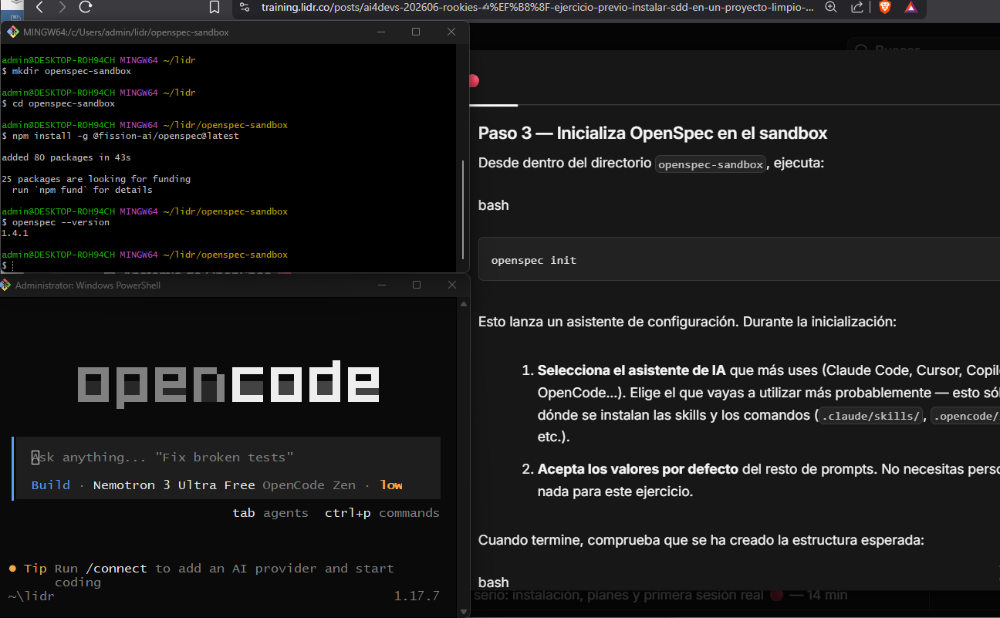 training.lidr.co/posts/ai4devs-202606-rookies-4%EF%B8%8F-ejercicio-previo-instalar-sdd-en-un-proyecto-limpio-...
MINGW64:/c/Users/admin/lidr/openspec-sandbox
admin@DESKTOP-ROH94CH MINGW64 ~/lidr
$ mkdir openspec-sandbox
admin@DESKTOP-ROH94CH MINGW64 ~/lidr
$ cd openspec-sandbox
admin@DESKTOP-ROH94CH MINGW64 ~/lidr/openspec-sandbox
$ npm install -g @fission-ai/openspec@latest
added 80 packages in 43s
25 packages are looking for funding
run `npm fund` for details
admin@DESKTOP-ROH94CH MINGW64 ~/lidr/openspec-sandbox
$ openspec --version
1.4.1
admin@DESKTOP-ROH94CH MINGW64 ~/lidr/openspec-sandbox
$
Administrator: Windows PowerShell
opencode
Ask anything... "Fix broken tests"
Build · Nemotron 3 Ultra Free OpenCode Zen · low
tab agents ctrl+p commands
● Tip Run /connect to add an AI provider and start
coding
~\lidr 1.17.7
Buscar
Paso 3 — Inicializa OpenSpec en el sandbox
Desde dentro del directorio openspec-sandbox, ejecuta:
bash
openspec init
Esto lanza un asistente de configuración. Durante la inicialización:
1. Selecciona el asistente de IA que más uses (Claude Code, Cursor, Copil
OpenCode...). Elige el que vayas a utilizar más probablemente — esto sól
dónde se instalan las skills y los comandos (.claude/skills/, .opencode/
etc.).
2. Acepta los valores por defecto del resto de prompts. No necesitas perso
nada para este ejercicio.
Cuando termine, comprueba que se ha creado la estructura esperada:
bash
serio: instalación, planes y primera sesión real — 14 min